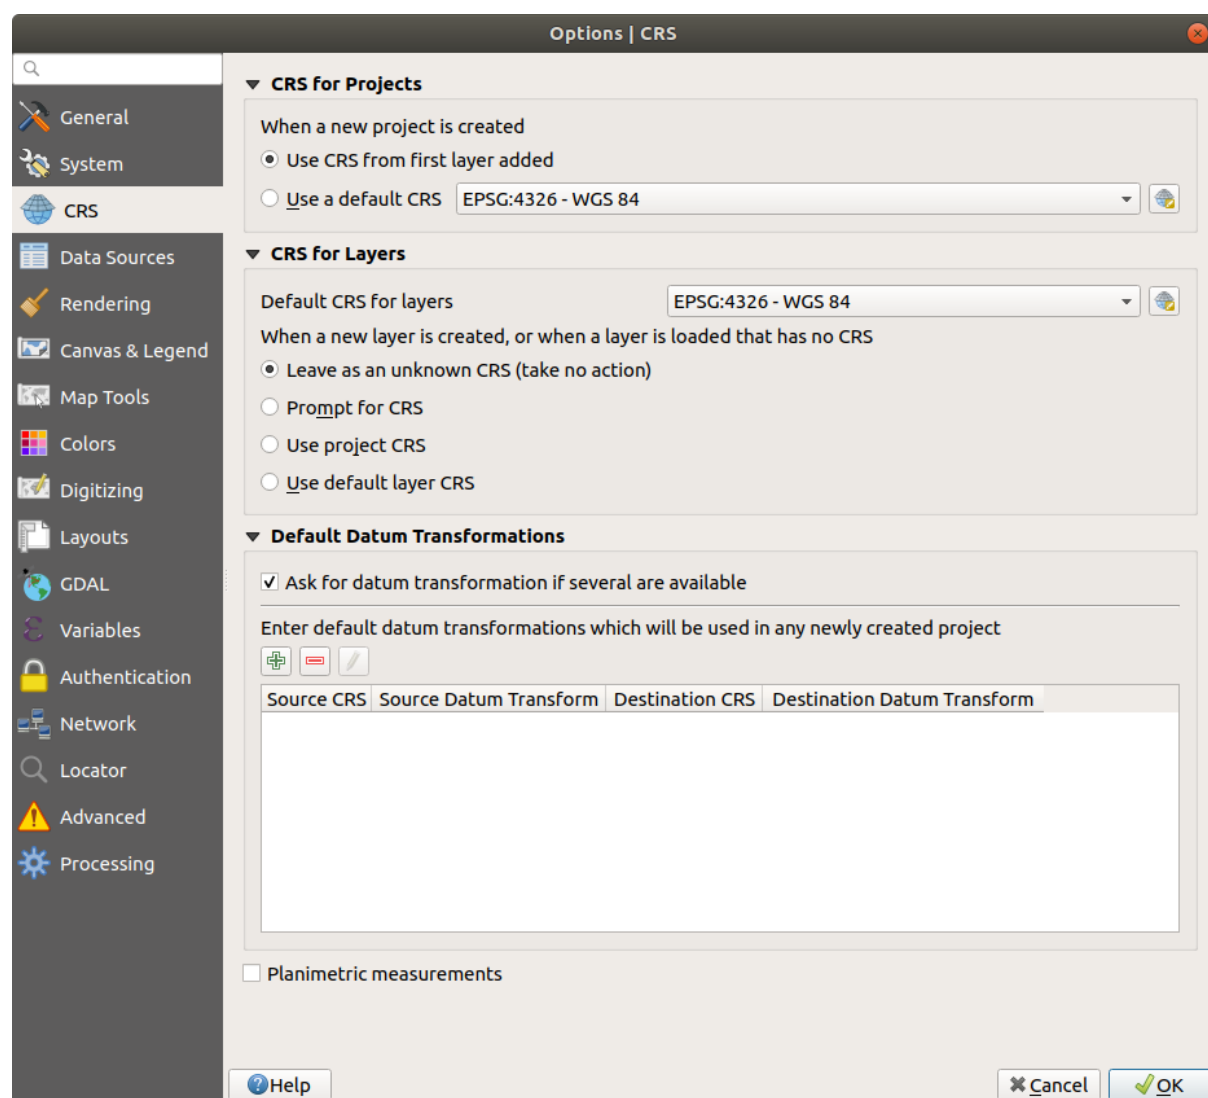 Options | CRS
General
System
CRS
Data Sources
Rendering
Canvas & Legend
Map Tools
Colors
Digitizing
Layouts
GDAL
Variables
Authentication
Network
Locator
Advanced
Processing
CRS for Projects
When a new project is created
Use CRS from first layer added
Use a default CRS EPSG:4326 - WGS 84
CRS for Layers
Default CRS for layers EPSG:4326 - WGS 84
When a new layer is created, or when a layer is loaded that has no CRS
Leave as an unknown CRS (take no action)
Prompt for CRS
Use project CRS
Use default layer CRS
Default Datum Transformations
Ask for datum transformation if several are available
Enter default datum transformations which will be used in any newly created project
Source CRS Source Datum Transform Destination CRS Destination Datum Transform
Planimetric measurements
Help Cancel OK